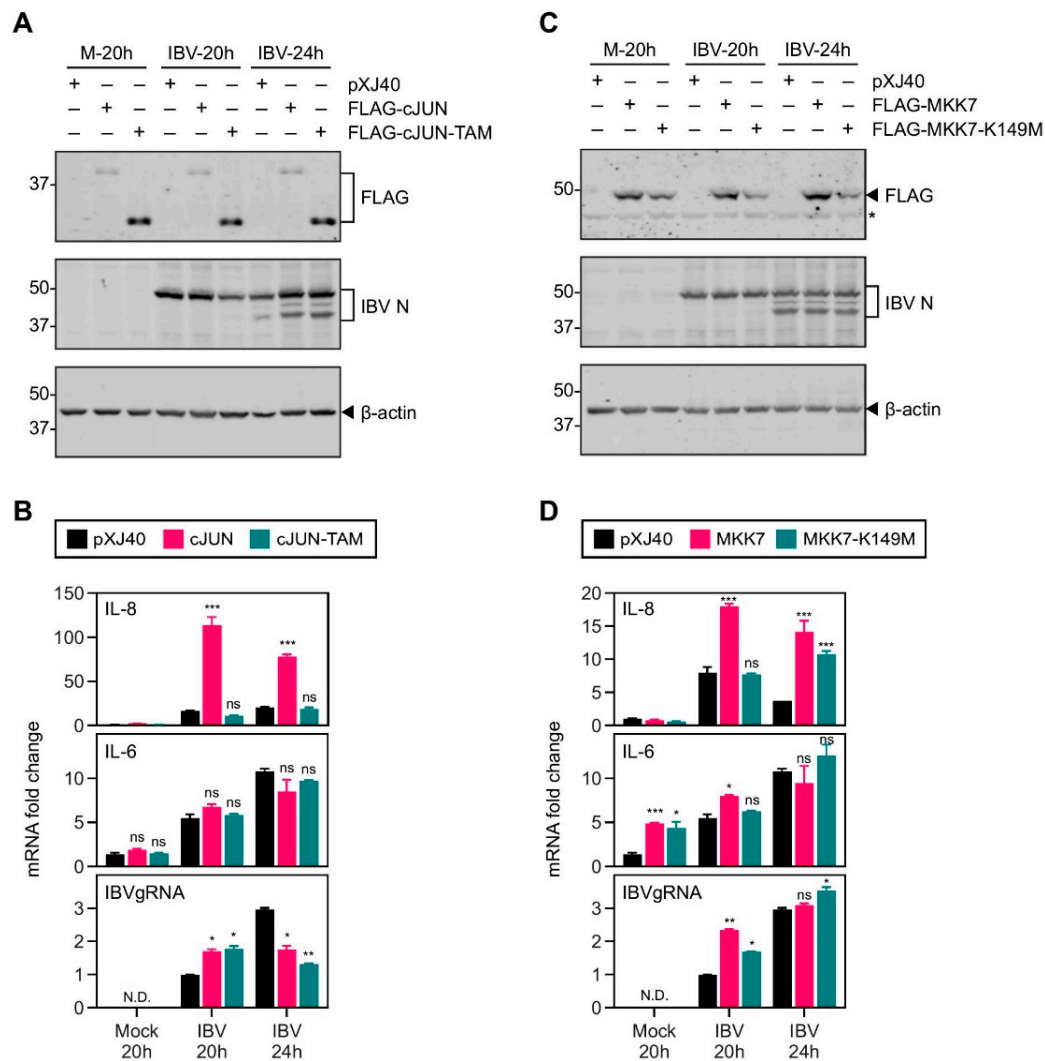 A
M-20h IBV-20h IBV-24h
+ – – + – – + – – pXJ40
– + – – + – – + – FLAG-cJUN
– – + – – + – – + FLAG-cJUN-TAM
37
FLAG
50
37
IBV N
50
37
β-actin
B
pXJ40 cJUN cJUN-TAM
mRNA fold change
150
100
50
0
IL-8
***
ns
***
ns
10
5
0
IL-6
ns ns
ns ns
ns ns
3
2
1
0
IBVgRNA
N.D.
* *
* **
Mock 20h
IBV 20h
IBV 24h
C
M-20h IBV-20h IBV-24h
+ – – + – – + – – pXJ40
– + – – + – – + – FLAG-MKK7
– – + – – + – – + FLAG-MKK7-K149M
50
FLAG
*
50
37
IBV N
50
37
β-actin
D
pXJ40 MKK7 MKK7-K149M
mRNA fold change
20
15
10
5
0
IL-8
***
ns
***
***
10
5
0
IL-6
*** *
* ns
ns ns
3
2
1
0
IBVgRNA
N.D.
** *
ns *
Mock 20h
IBV 20h
IBV 24h